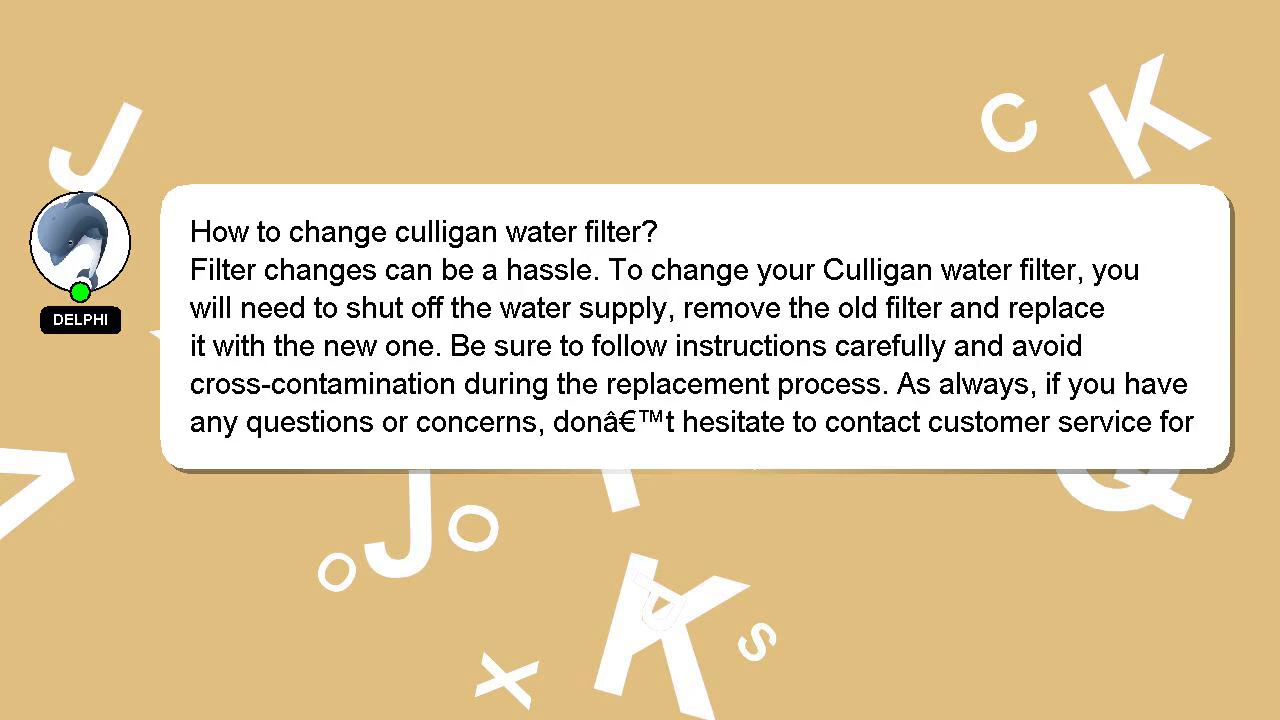 J
C
K
How to change culligan water filter?
Filter changes can be a hassle. To change your Culligan water filter, you
will need to shut off the water supply, remove the old filter and replace
it with the new one. Be sure to follow instructions carefully and avoid
cross-contamination during the replacement process. As always, if you have
any questions or concerns, donâ€™t hesitate to contact customer service for
DELPHI
J
O
O
Q
K
S
X